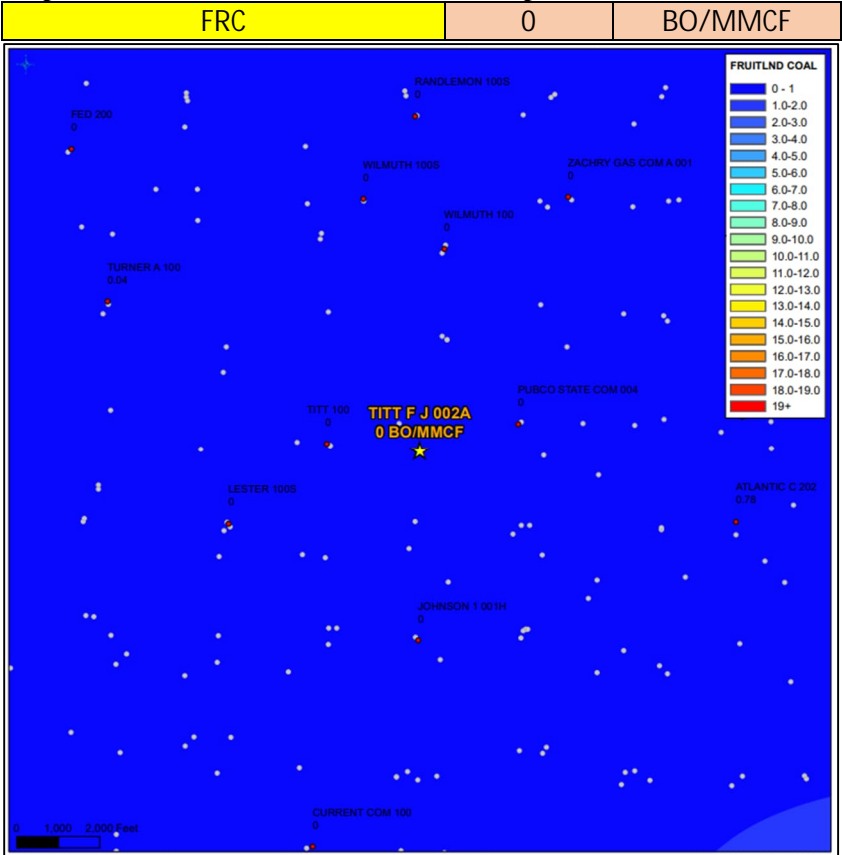 FRC 0 BO/MMCF
FRUITLND COAL
0 - 1
1.0-2.0
2.0-3.0
3.0-4.0
4.0-5.0
5.0-6.0
6.0-7.0
7.0-8.0
8.0-9.0
9.0-10.0
10.0-11.0
11.0-12.0
12.0-13.0
13.0-14.0
14.0-15.0
15.0-16.0
16.0-17.0
17.0-18.0
18.0-19.0
19+
RANDLEMON 100S
0
FED 200
0
WILMUTH 100S
0
ZACHRY GAS COM A 001
0
WILMUTH 100
0
TURNER A 100
0.04
PUBCO STATE COM 004
0
TITT 100
0
TITT F J 002A
0 BO/MMCF
LESTER 100S
0
ATLANTIC C 202
0.78
JOHNSON 1 001H
0
CURRENT COM 100
0
0 1,000 2,000 Feet